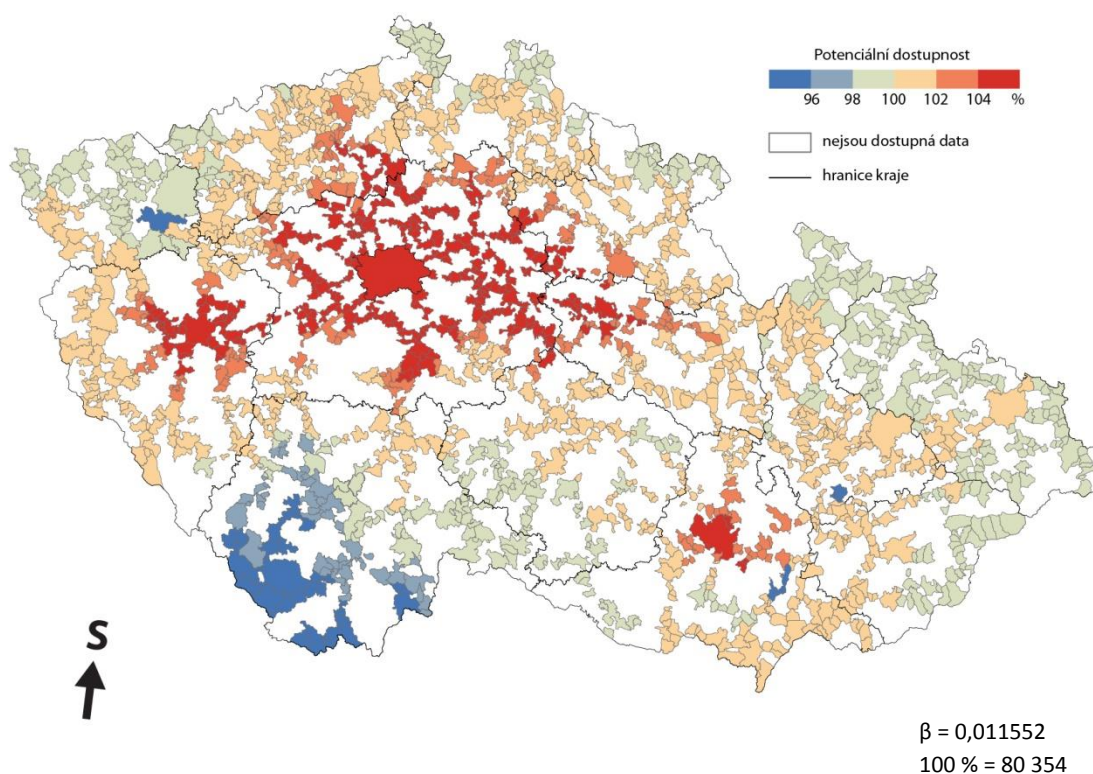 Potenciální dostupnost
96 98 100 102 104 %
nejsou dostupná data
hranice kraje
S
β = 0,011552
100 % = 80 354